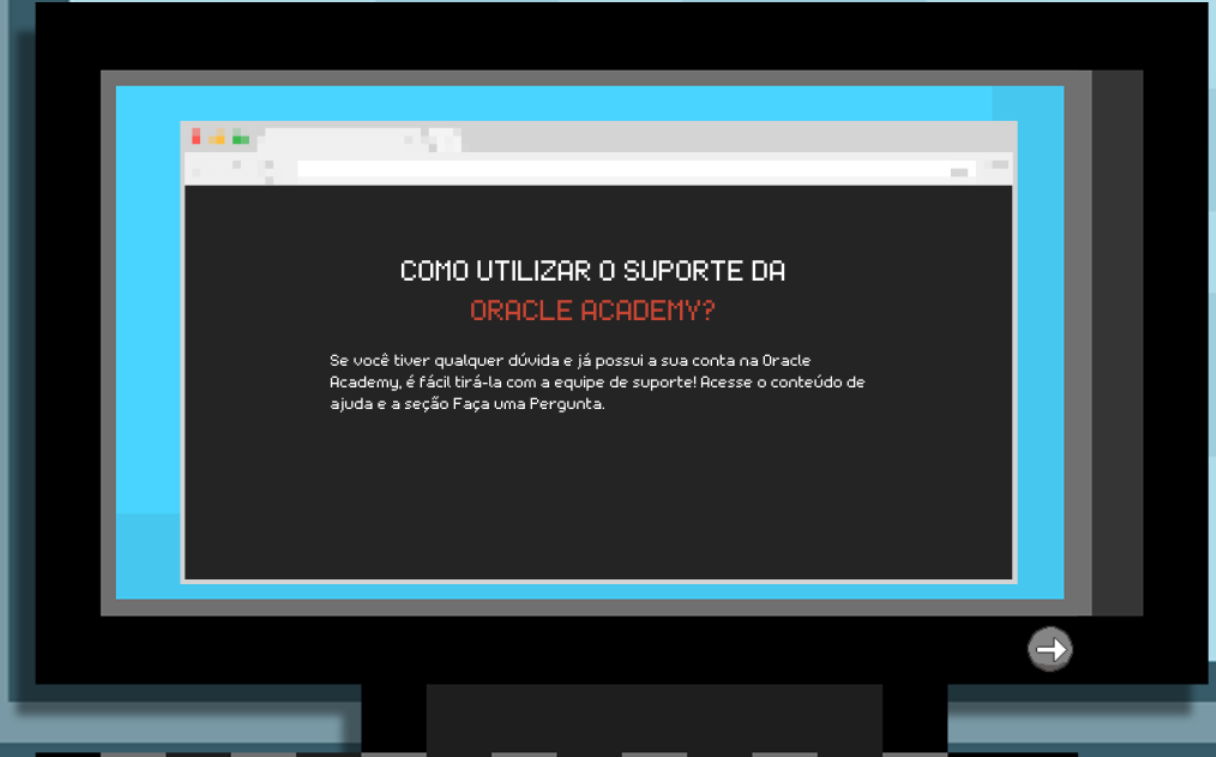 COMO UTILIZAR O SUPORTE DA
ORACLE ACADEMY?
Se você tiver qualquer dúvida e já possui a sua conta na Oracle
Academy, é fácil tirá-la com a equipe de suporte! Acesse o conteúdo de
ajuda e a seção Faça uma Pergunta.